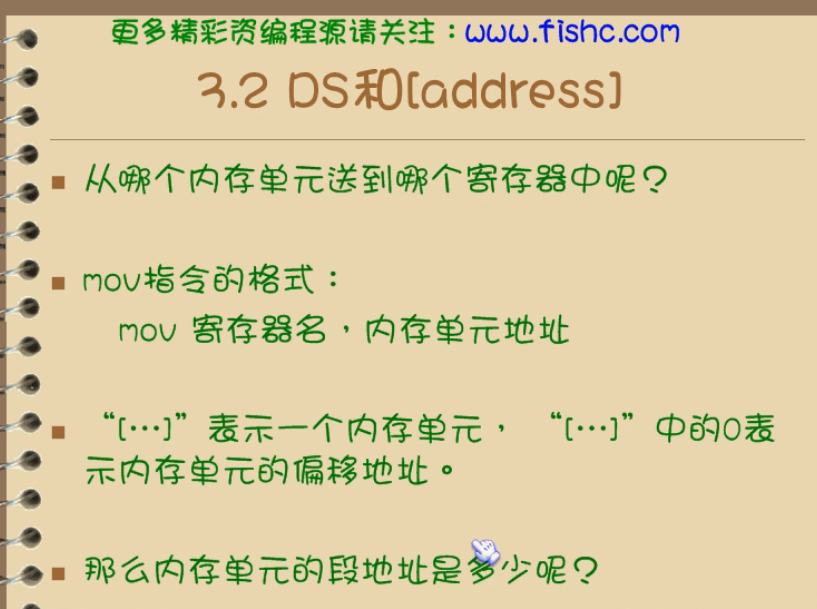 更多精彩资编程源请关注：www.fishc.com
3.2 DS和[address]
从哪个内存单元送到哪个寄存器中呢？
mov指令的格式：
mov 寄存器名，内存单元地址
“[…]”表示一个内存单元， “[…]”中的0表
示内存单元的偏移地址。
那么内存单元的段地址是多少呢？